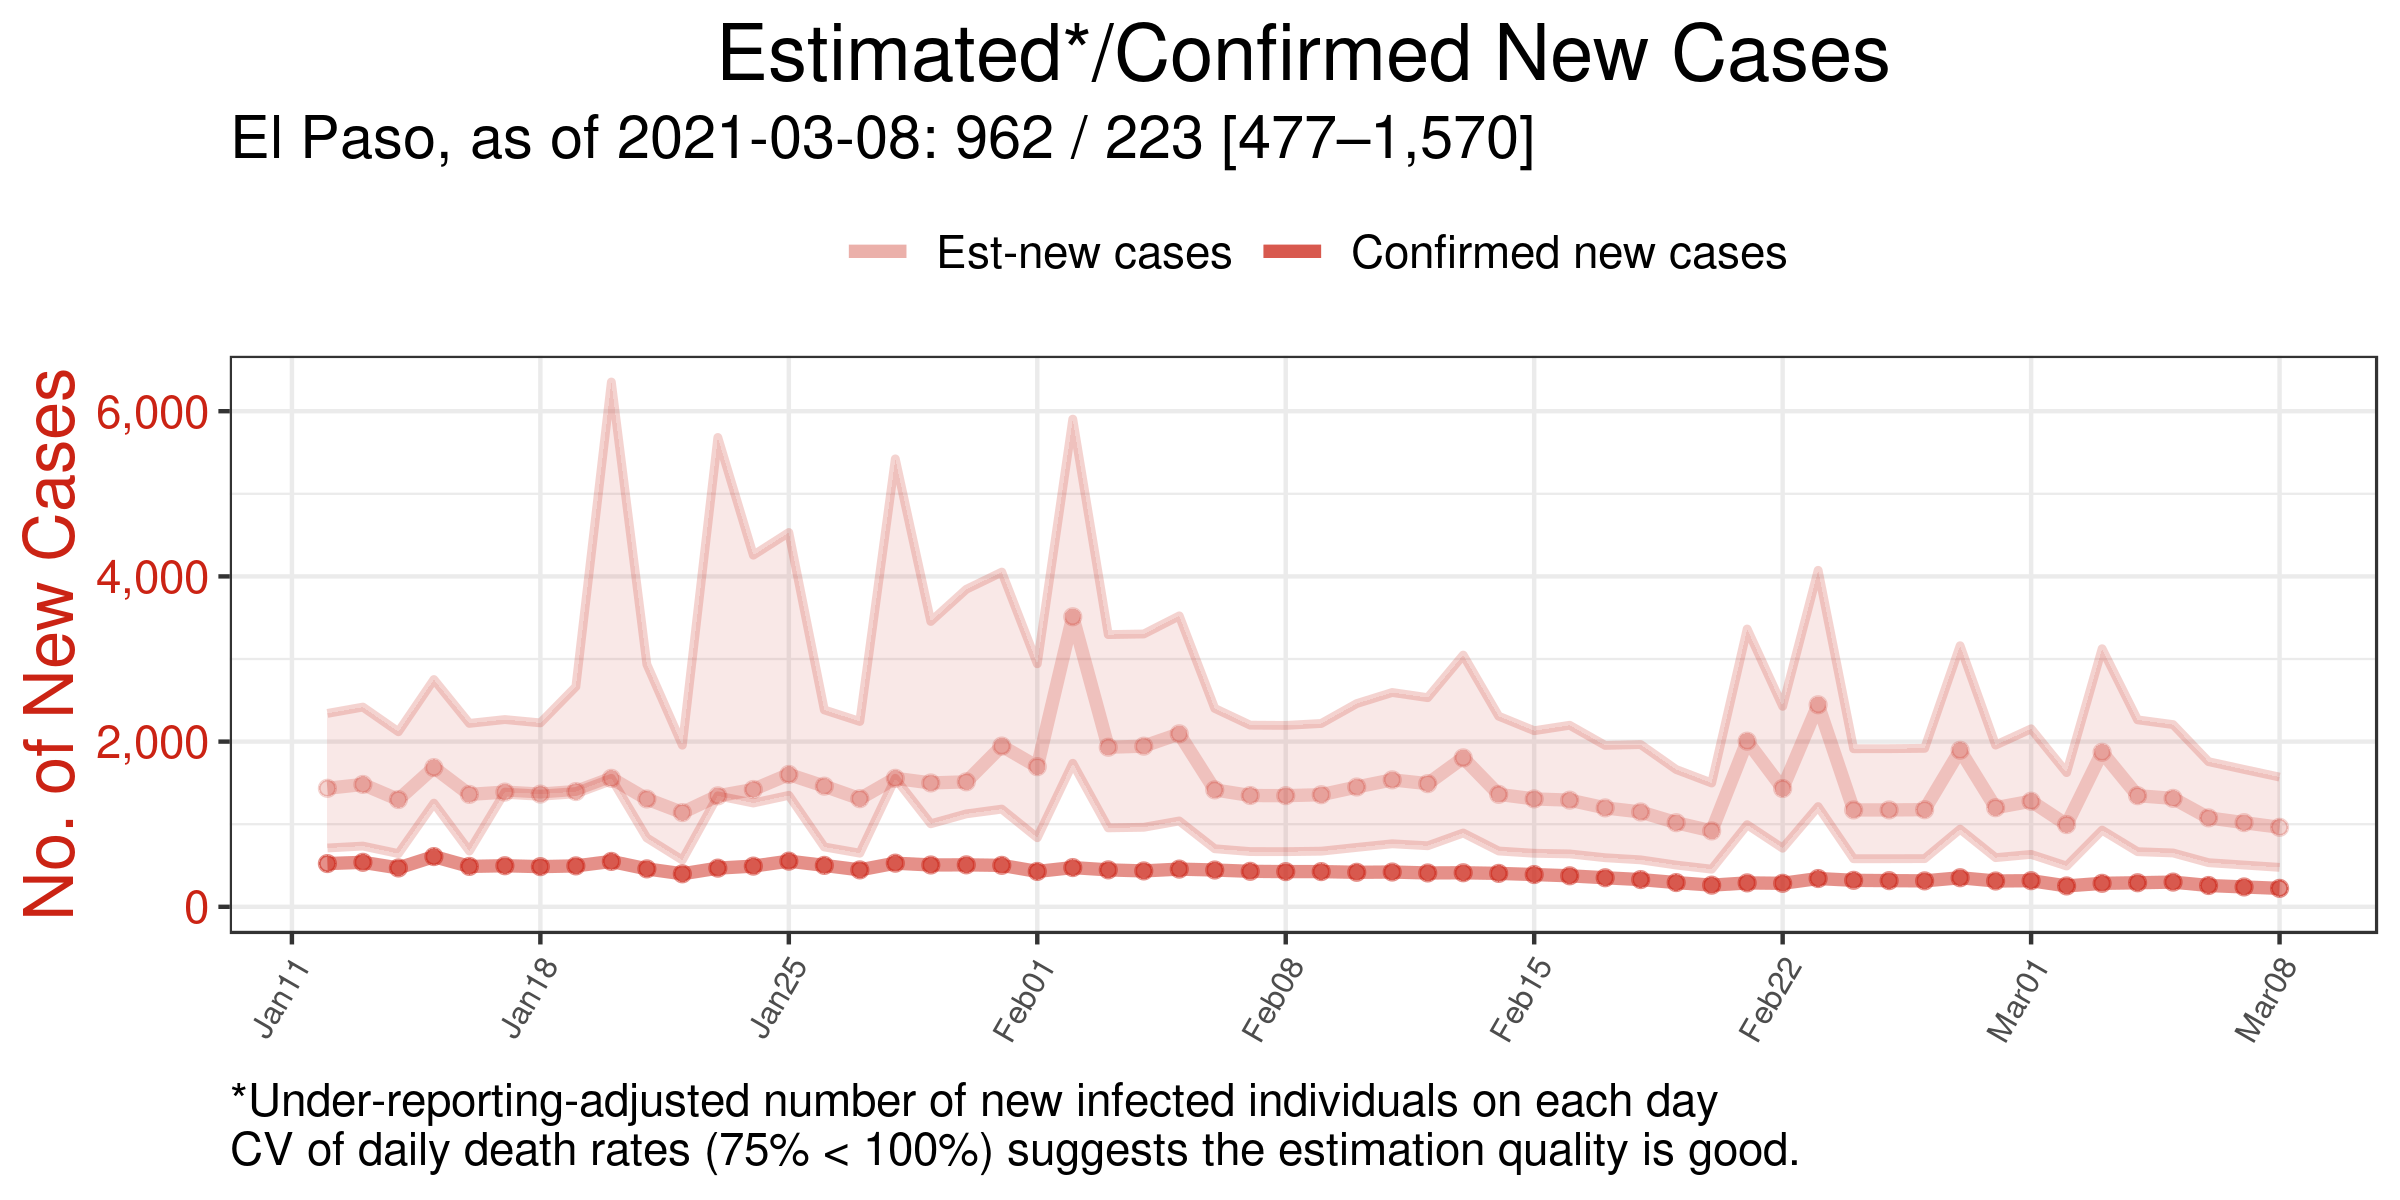 Estimated*/Confirmed New Cases
El Paso, as of 2021-03-08: 962 / 223 [477–1,570]
Est-new cases Confirmed new cases
No. of New Cases
6,000
4,000
2,000
0
Jan11 Jan18 Jan25 Feb01 Feb08 Feb15 Feb22 Mar01 Mar08
*Under-reporting-adjusted number of new infected individuals on each day
CV of daily death rates (75% < 100%) suggests the estimation quality is good.